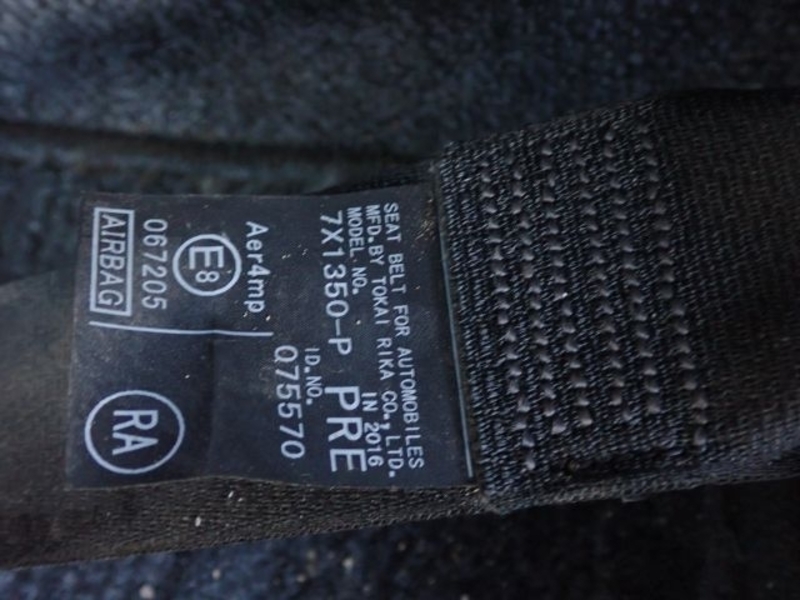 SEAT BELT FOR AUTOMOBILES
MFD. BY TOKAI RIKA CO., LTD.
MODEL NO. IN 2016
7X1350-P PRE
ID.NO.
Q75570
Aer4mp
E8
067205
AIRBAG
RA